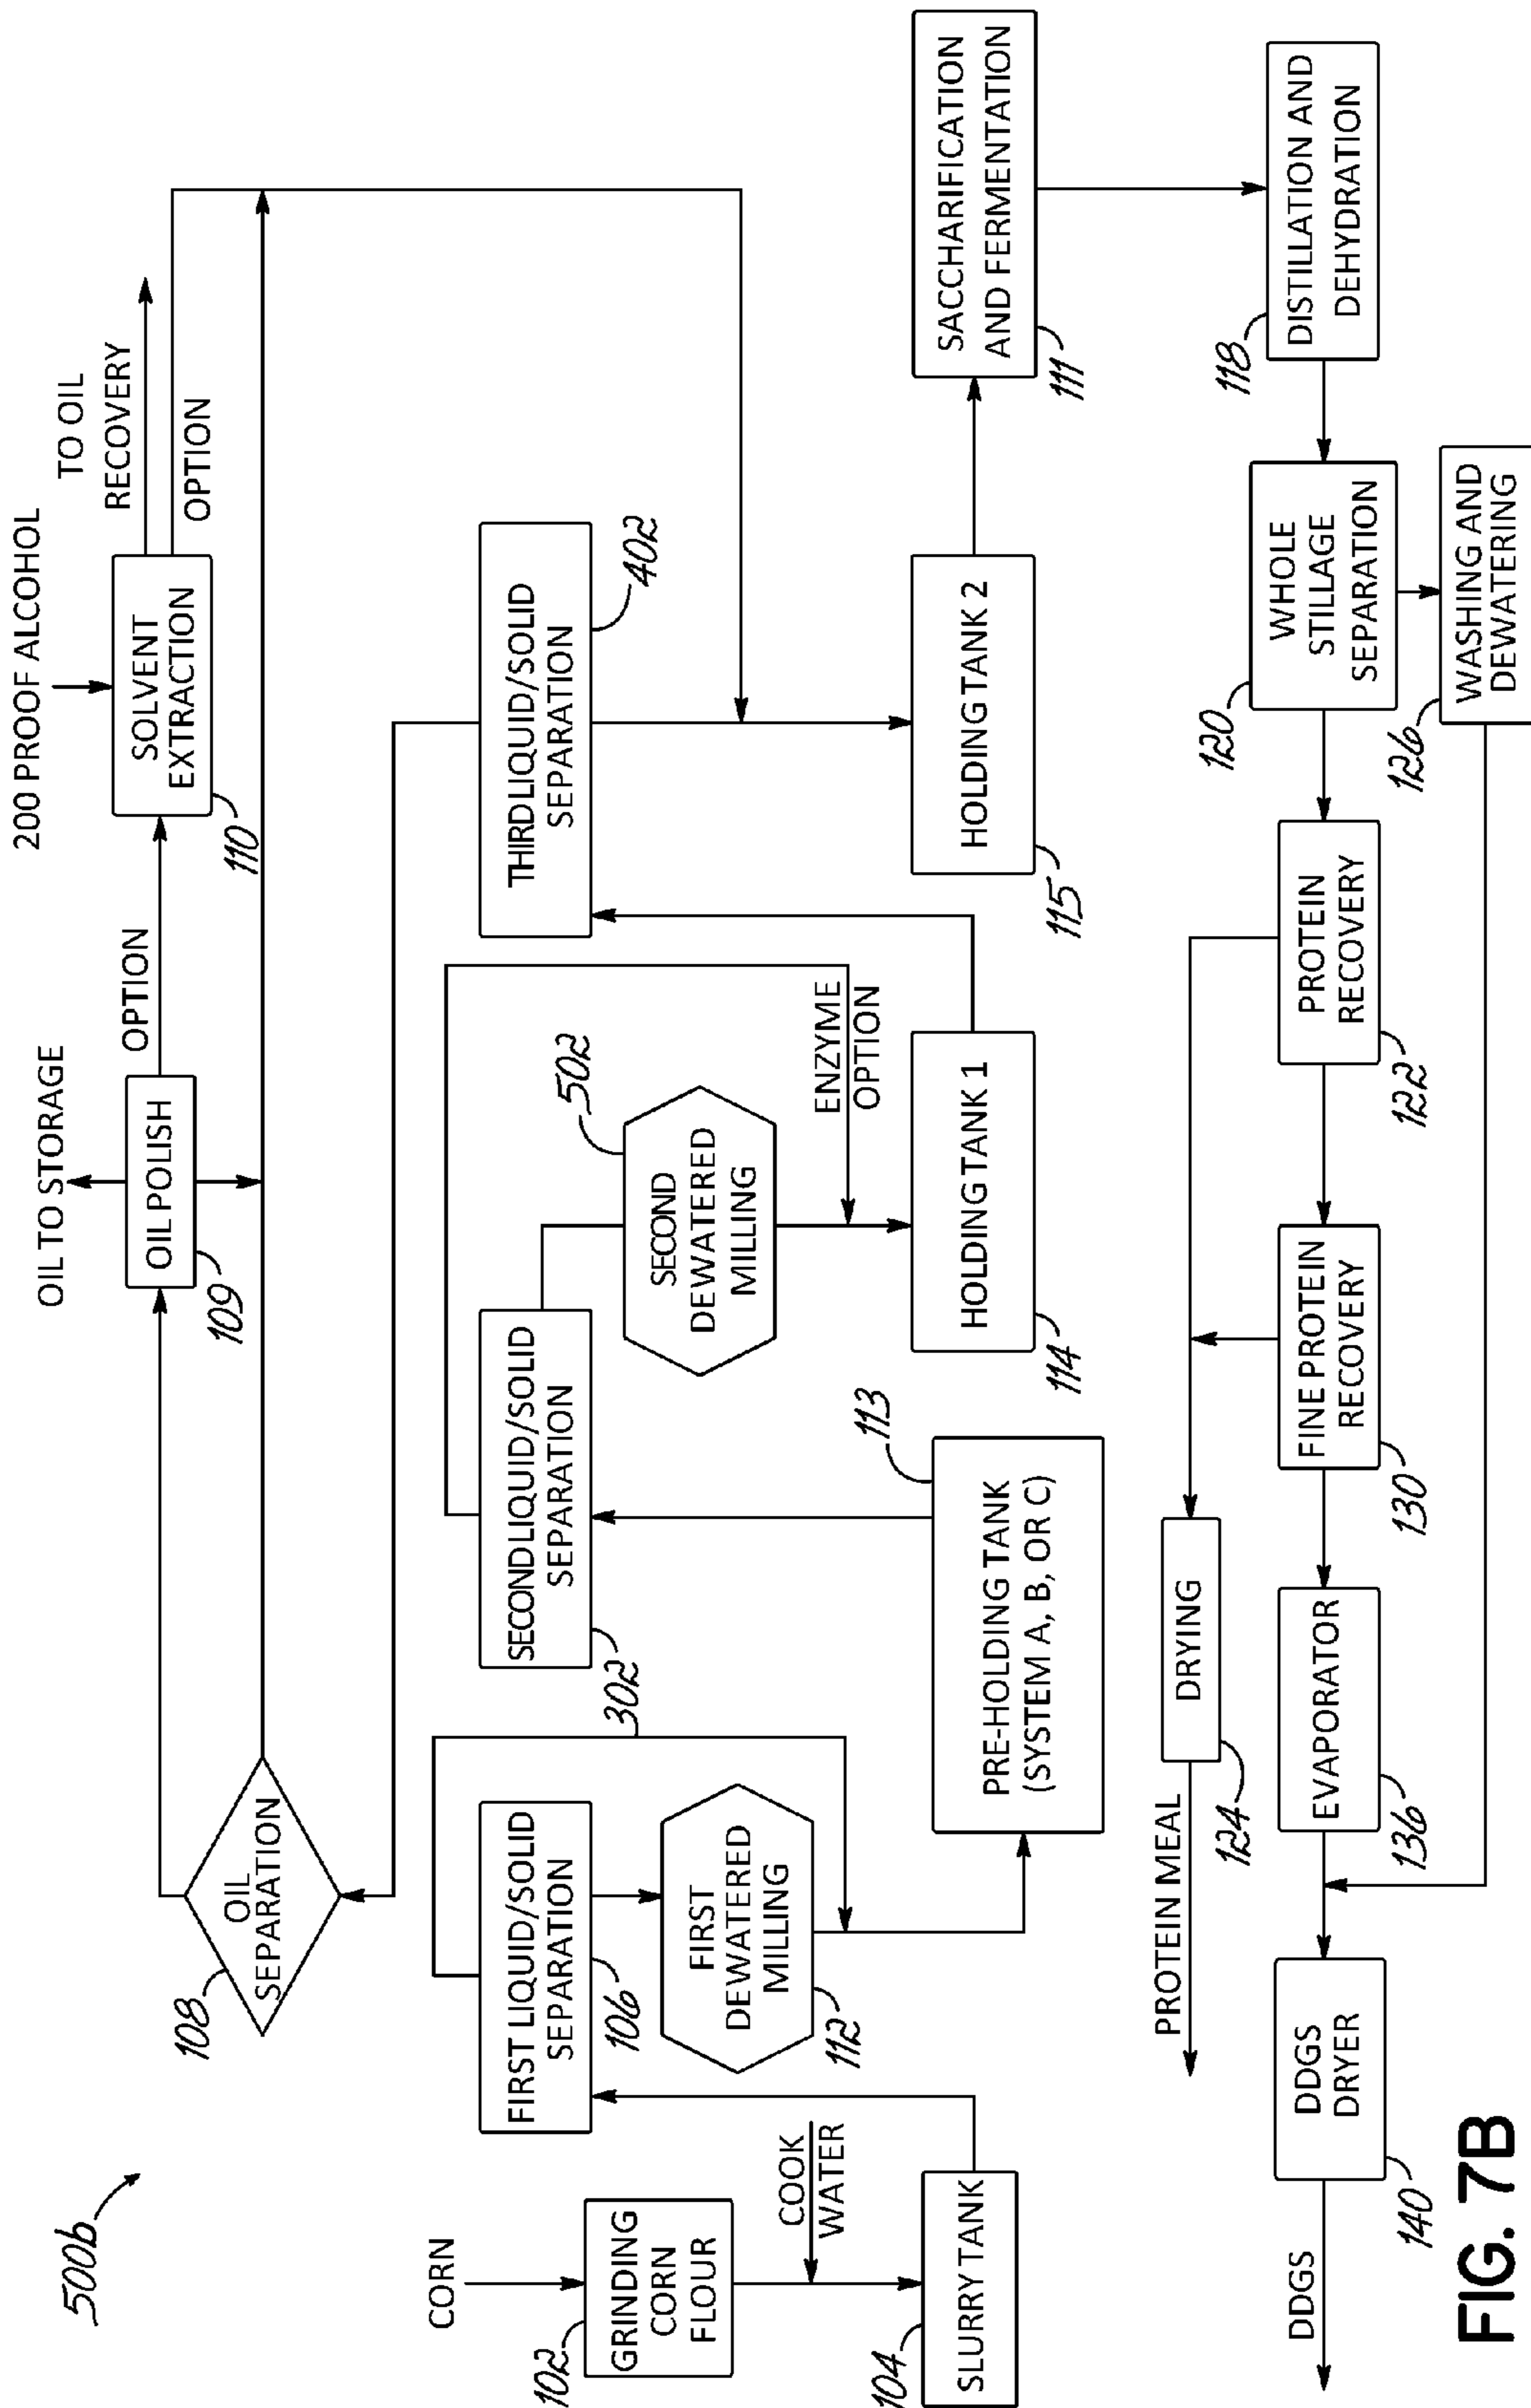 500b
CORN
102
GRINDING
CORN
FLOUR
COOK
WATER
104
SLURRY TANK
FIRST LIQUID/SOLID
SEPARATION
106
FIRST
DEWATERED
MILLING
112
302
PRE-HOLDING TANK
(SYSTEM A, B, OR C)
113
SECOND LIQUID/SOLID
SEPARATION
SECOND
DEWATERED
MILLING
502
ENZYME
OPTION
HOLDING TANK 1
114
THIRD LIQUID/SOLID
SEPARATION
402
HOLDING TANK 2
115
OIL
SEPARATION
108
OIL TO STORAGE
OIL POLISH
109
OPTION
200 PROOF ALCOHOL
SOLVENT
EXTRACTION
110
TO OIL
RECOVERY
OPTION
SACCHARIFICATION
AND FERMENTATION
111
DISTILLATION AND
DEHYDRATION
118
WHOLE
STILLAGE
SEPARATION
120
WASHING AND
DEWATERING
126
PROTEIN
RECOVERY
122
FINE PROTEIN
RECOVERY
130
DRYING
124
PROTEIN MEAL
EVAPORATOR
136
DDGS
DRYER
140
DDGS
FIG. 7B